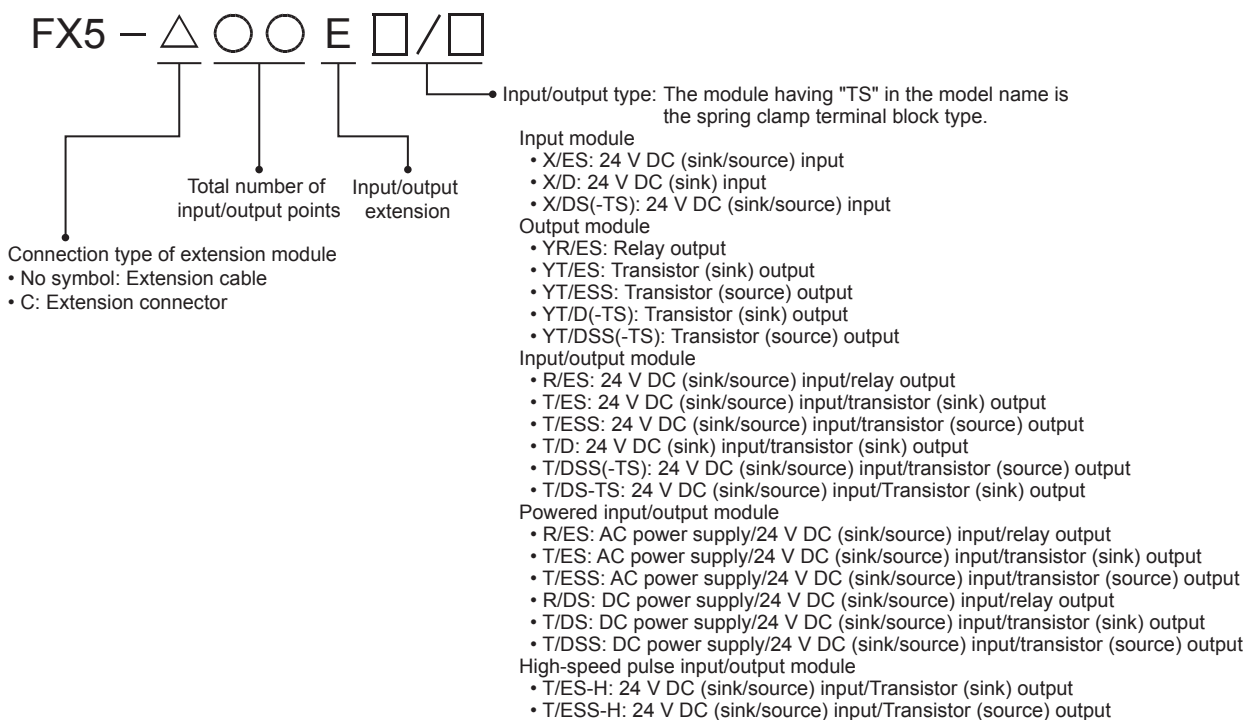 FX5 – △ ○ ○ E □/□
Input/output type: The module having "TS" in the model name is
the spring clamp terminal block type.
Input module
• X/ES: 24 V DC (sink/source) input
• X/D: 24 V DC (sink) input
• X/DS(-TS): 24 V DC (sink/source) input
Output module
• YR/ES: Relay output
• YT/ES: Transistor (sink) output
• YT/ESS: Transistor (source) output
• YT/D(-TS): Transistor (sink) output
• YT/DSS(-TS): Transistor (source) output
Input/output module
• R/ES: 24 V DC (sink/source) input/relay output
• T/ES: 24 V DC (sink/source) input/transistor (sink) output
• T/ESS: 24 V DC (sink/source) input/transistor (source) output
• T/D: 24 V DC (sink) input/transistor (sink) output
• T/DSS(-TS): 24 V DC (sink/source) input/transistor (source) output
• T/DS-TS: 24 V DC (sink/source) input/Transistor (sink) output
Powered input/output module
• R/ES: AC power supply/24 V DC (sink/source) input/relay output
• T/ES: AC power supply/24 V DC (sink/source) input/transistor (sink) output
• T/ESS: AC power supply/24 V DC (sink/source) input/transistor (source) output
• R/DS: DC power supply/24 V DC (sink/source) input/relay output
• T/DS: DC power supply/24 V DC (sink/source) input/transistor (sink) output
• T/DSS: DC power supply/24 V DC (sink/source) input/transistor (source) output
High-speed pulse input/output module
• T/ES-H: 24 V DC (sink/source) input/Transistor (sink) output
• T/ESS-H: 24 V DC (sink/source) input/Transistor (source) output
Input/output
extension
Total number of
input/output points
Connection type of extension module
• No symbol: Extension cable
• C: Extension connector